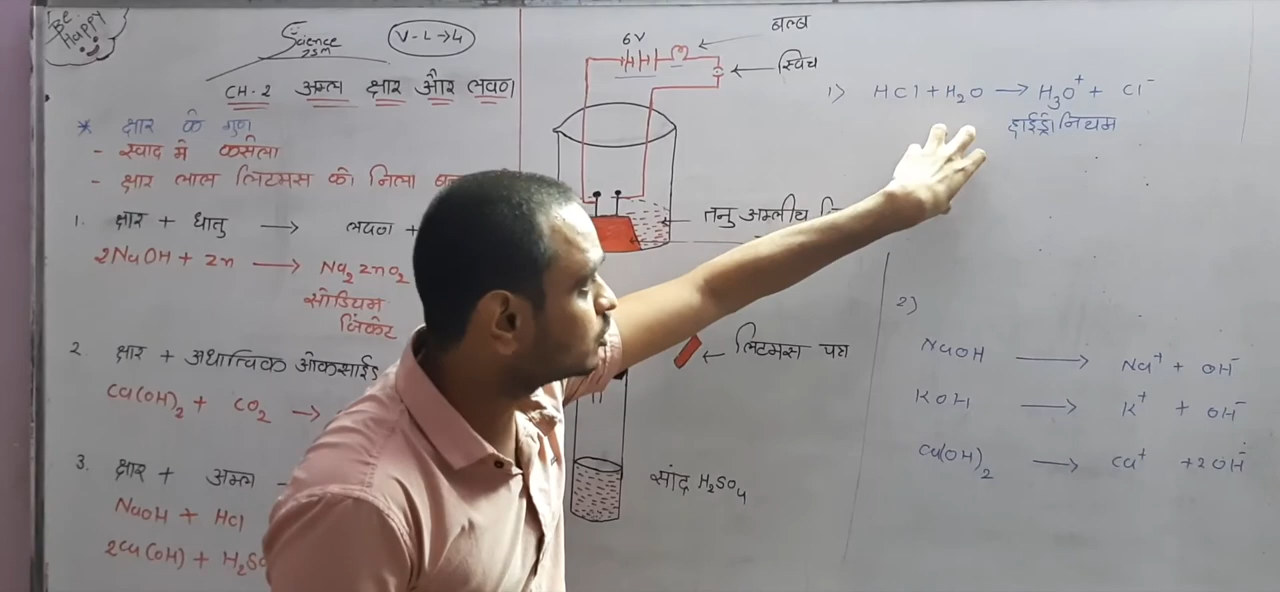 Be
Happy
Science
V-L→4
CH-2 अम्ल क्षार और लवण
* क्षार के गुण
- स्वाद में कसैला
- क्षार लाल लिटमस को निला
1. क्षार + धातु ⟶ लवण +
2NaOH + Zn ⟶ Na₂ZnO₂
सोडियम
जिंकेट
2. क्षार + अधात्विक ओकसाईड
Ca(OH)₂ + CO₂ →
3. क्षार + अम्ल
NaOH + HCl
2Ca(OH) + H₂SO
6V
बल्ब
स्विच
तनु अम्लीय
लिटमस पत्र
सांद्र H₂SO₄
1) HCl + H₂O ⟶ H₃O⁺ + Cl⁻
हाईड्रोनियम
2)
NaOH ⟶ Na⁺ + OH⁻
KOH ⟶ K⁺ + OH⁻
Ca(OH)₂ ⟶ Ca⁺ + 2OH⁻